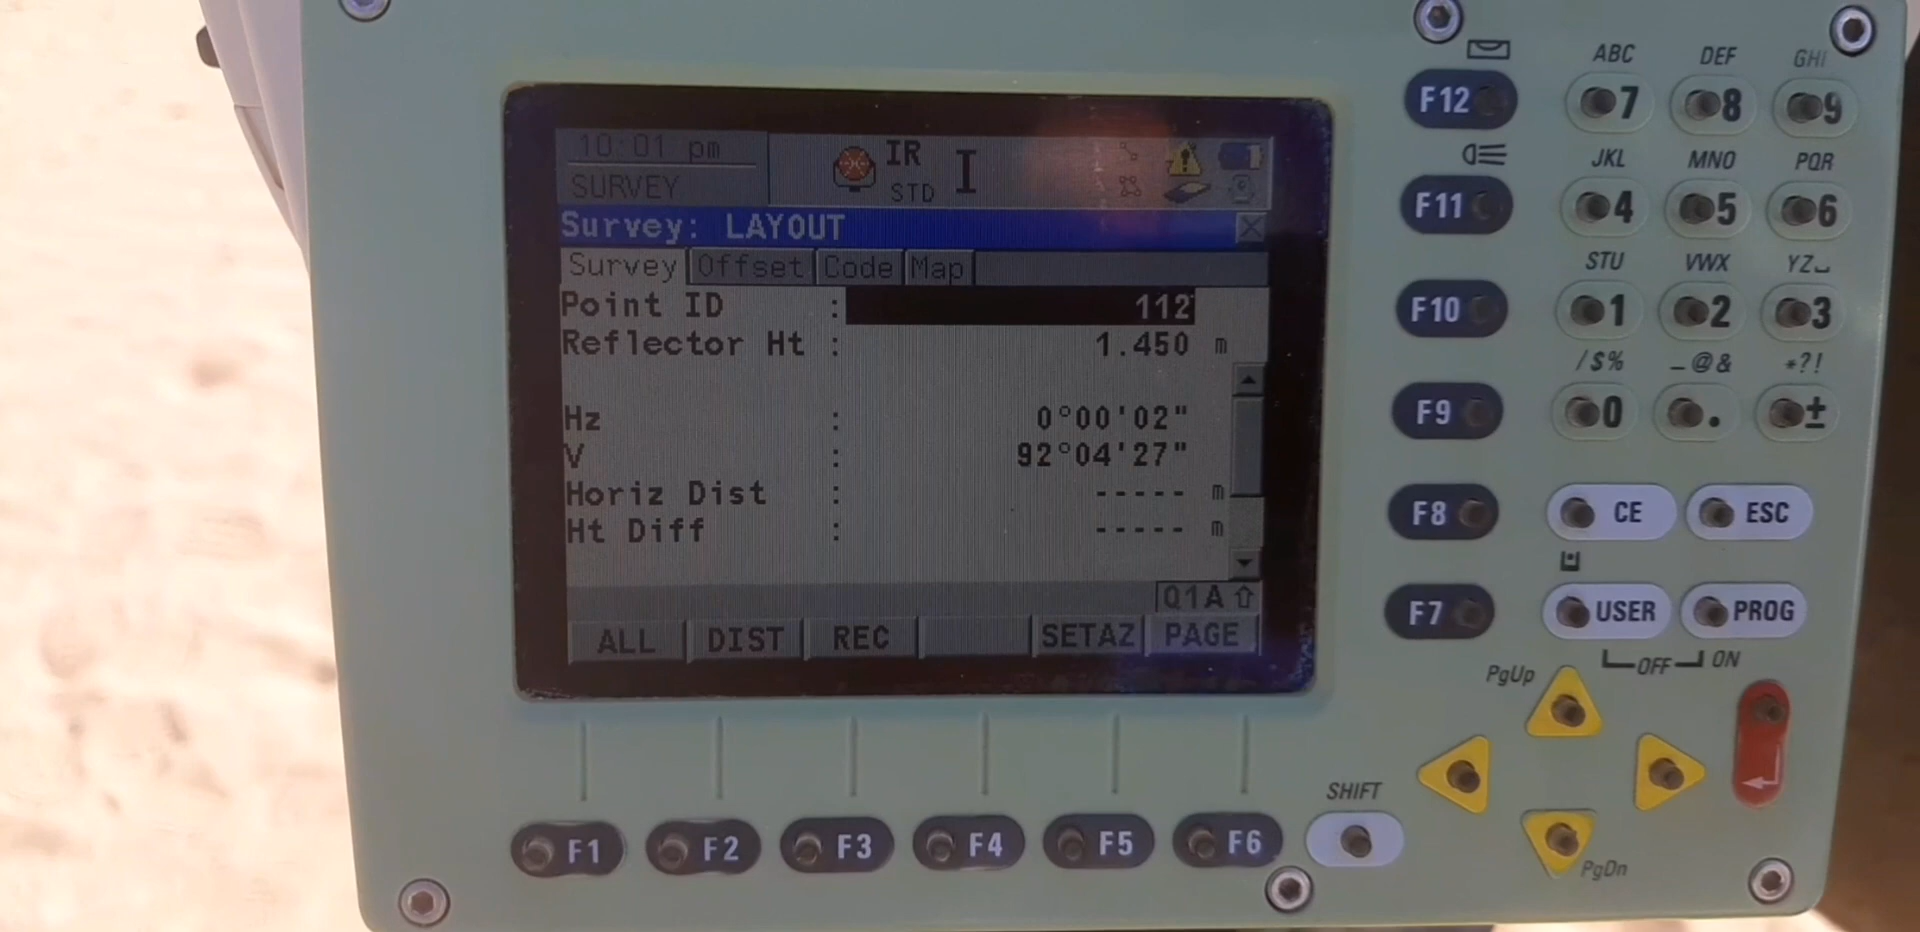 10:01 pm
SURVEY
IR
STD
I
Survey: LAYOUT
Survey Offset Code Map
Point ID : 112
Reflector Ht : 1.450 m
Hz : 0°00'02"
V : 92°04'27"
Horiz Dist : ----- m
Ht Diff : ----- m
Q1A⇧
ALL DIST REC SETAZ PAGE
F1 F2 F3 F4 F5 F6
SHIFT
F12
F11
F10
F9
F8
F7
ABC DEF GHI
7 8 9
JKL MNO PQR
4 5 6
STU VWX YZ⎵
1 2 3
/$% _@& *?!
0 . ±
CE ESC
USER PROG
OFF ON
PgUp
PgDn